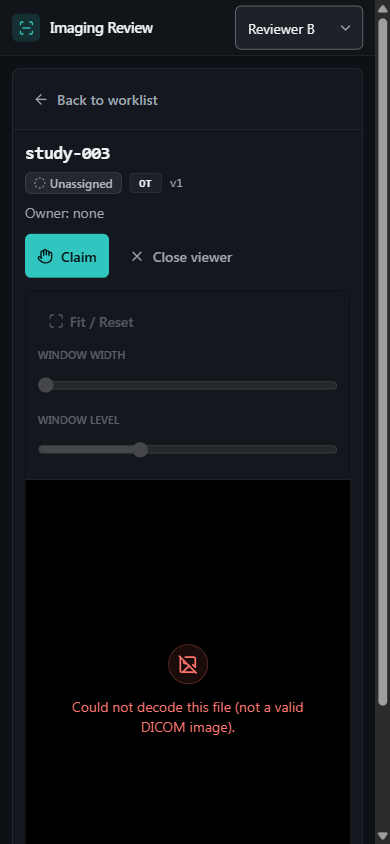 Imaging Review
Reviewer B
Back to worklist
study-003
Unassigned
OT
v1
Owner: none
Claim
Close viewer
Fit / Reset
WINDOW WIDTH
WINDOW LEVEL
Could not decode this file (not a valid
DICOM image).